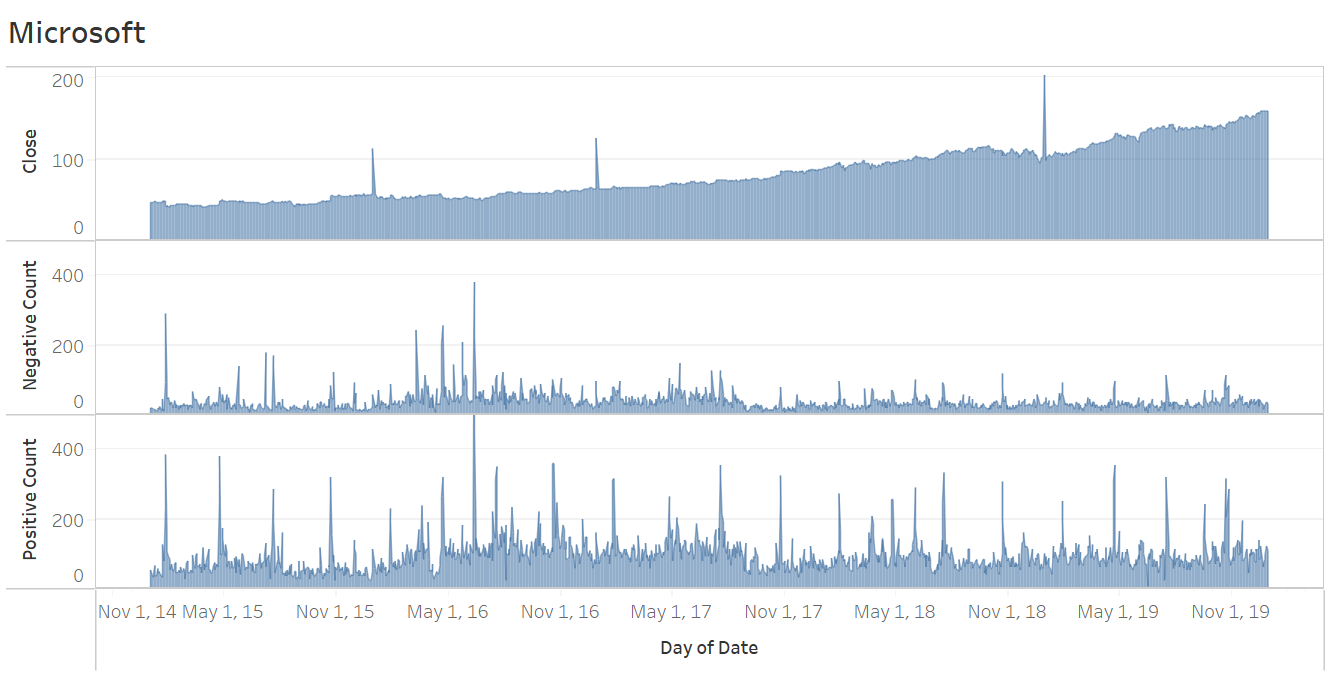 Microsoft
200
Close
100
0
400
Negative Count
200
0
400
Positive Count
200
0
Nov 1, 14 May 1, 15 Nov 1, 15 May 1, 16 Nov 1, 16 May 1, 17 Nov 1, 17 May 1, 18 Nov 1, 18 May 1, 19 Nov 1, 19
Day of Date